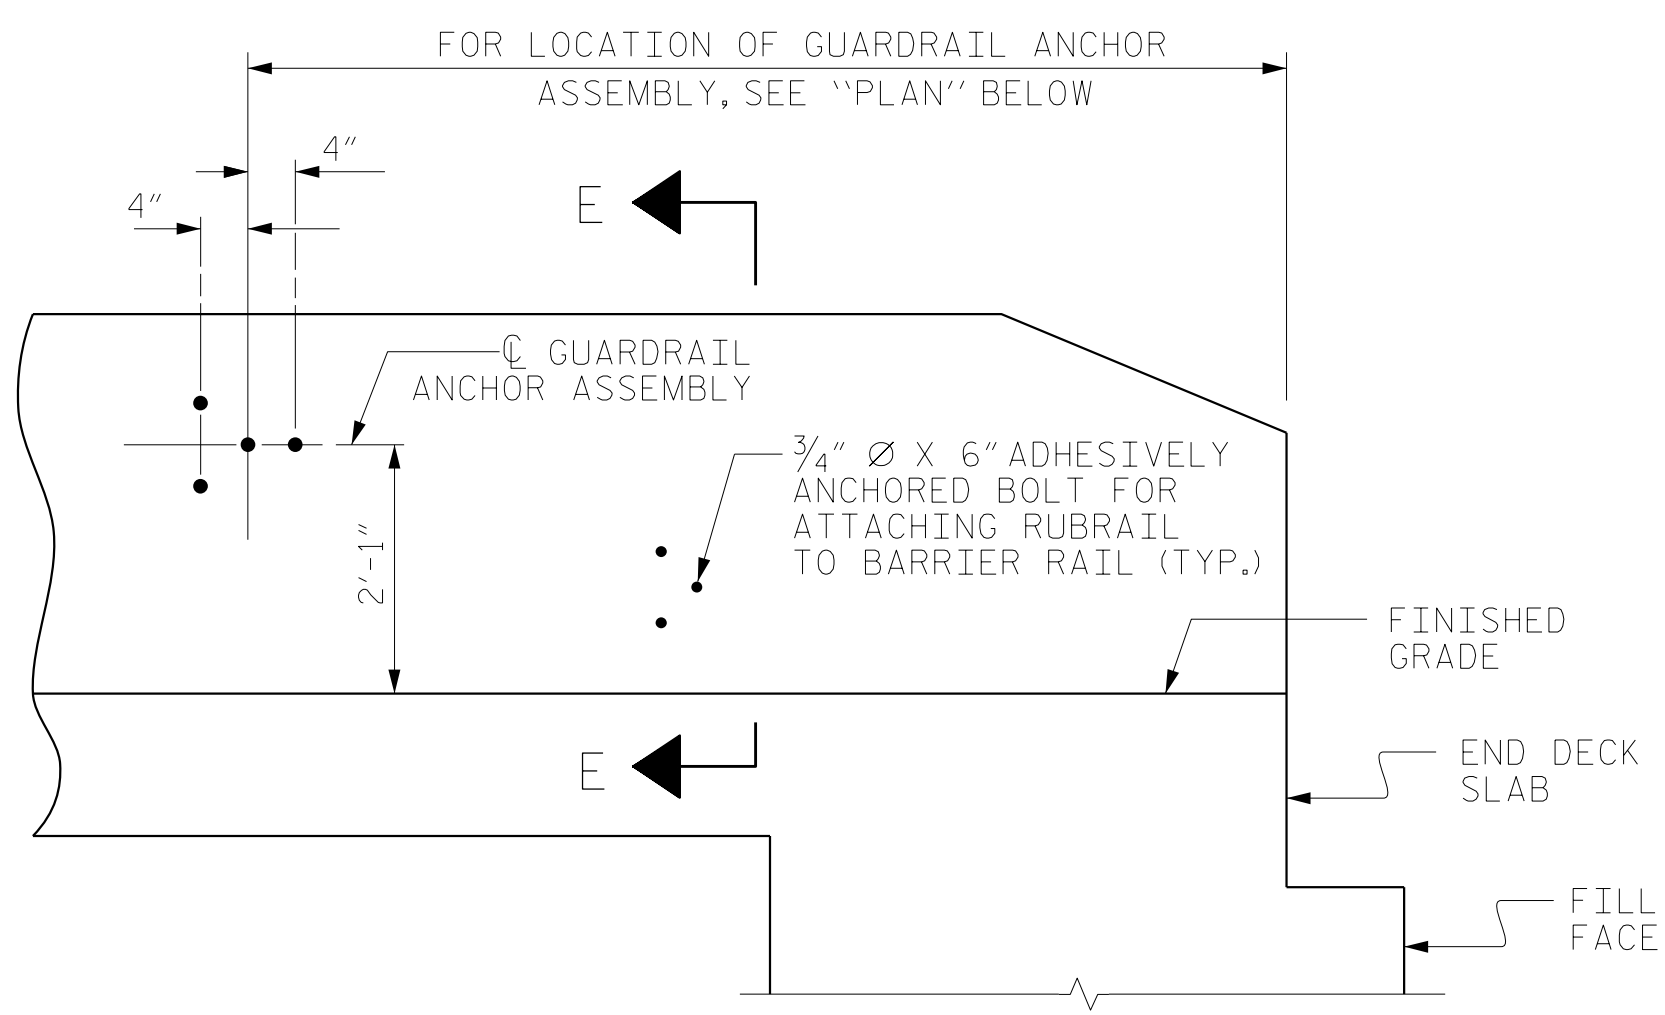 FOR LOCATION OF GUARDRAIL ANCHOR
ASSEMBLY, SEE "PLAN" BELOW
4"
4"
E
℄ GUARDRAIL
ANCHOR ASSEMBLY
3/4" Ø X 6" ADHESIVELY
ANCHORED BOLT FOR
ATTACHING RUBRAIL
TO BARRIER RAIL (TYP.)
2'-1"
FINISHED
GRADE
E
END DECK
SLAB
FILL
FACE